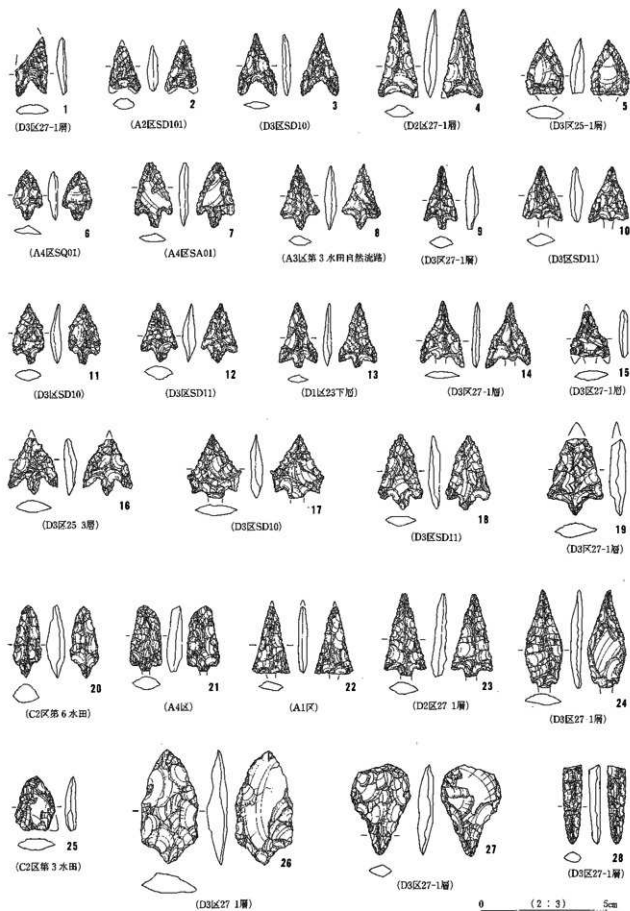 1 2 3 4 5
(D3区27-1層) (A2区SD101) (D3区SD10) (D2区27-1層) (D3区25-1層)
6 7 8 9 10
(A4区SQ01) (A4区SA01) (A3区第3水田自然流路) (D3区27-1層) (D3区SD11)
11 12 13 14 15
(D3区SD10) (D3区SD11) (D1区23下層) (D3区27-1層) (D3区27-1層)
16 17 18 19
(D3区25 3層) (D3区SD10) (D3区SD11) (D3区27-1層)
20 21 22 23 24
(C2区第6水田) (A4区) (A1区) (D2区27 1層) (D3区27-1層)
25 26 27 28
(C2区第3水田) (D3区27 1層) (D3区27-1層) (D3区27-1層)
0 (2:3) 5cm